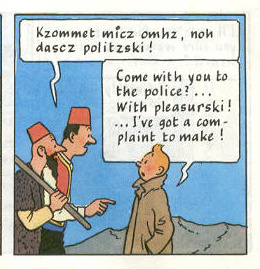 Kzommet micz omhz, noh
dascz politzski!
Come with you to
the police?...
With pleasurski!
...I've got a com-
plaint to make!